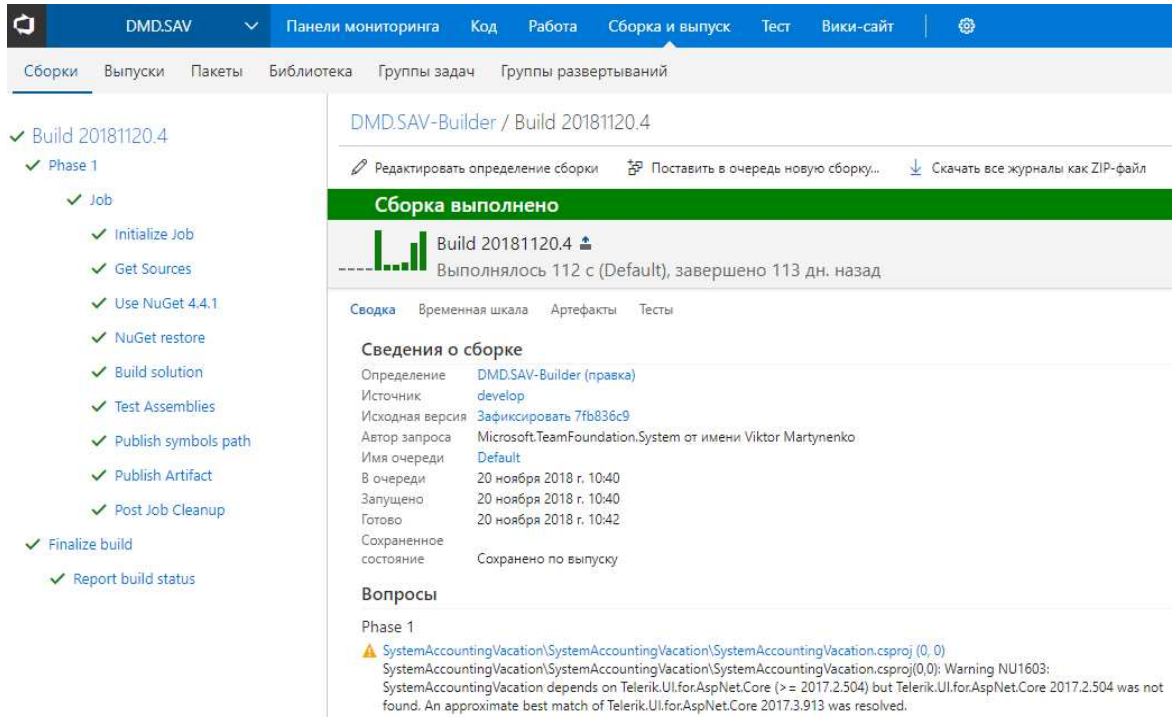 DMD.SAV Панели мониторинга Код Работа Сборка и выпуск Тест Вики-сайт
Сборки Выпуски Пакеты Библиотека Группы задач Группы развертываний
Build 20181120.4
Phase 1
Job
Initialize Job
Get Sources
Use NuGet 4.4.1
NuGet restore
Build solution
Test Assemblies
Publish symbols path
Publish Artifact
Post Job Cleanup
Finalize build
Report build status
DMD.SAV-Builder / Build 20181120.4
Редактировать определение сборки Поставить в очередь новую сборку... Скачать все журналы как ZIP-файл
Сборка выполнено
Build 20181120.4
Выполнялось 112 с (Default), завершено 113 дн. назад
Сводка Временная шкала Артефакты Тесты
Сведения о сборке
Определение DMD.SAV-Builder (правка)
Источник develop
Исходная версия Зафиксировать 7fb836c9
Автор запроса Microsoft.TeamFoundation.System от имени Viktor Martynenko
Имя очереди Default
В очереди 20 ноября 2018 г. 10:40
Запущено 20 ноября 2018 г. 10:40
Готово 20 ноября 2018 г. 10:42
Сохраненное
состояние Сохранено по выпуску
Вопросы
Phase 1
SystemAccountingVacation\SystemAccountingVacation\SystemAccountingVacation.csproj (0, 0)
SystemAccountingVacation\SystemAccountingVacation\SystemAccountingVacation.csproj(0,0): Warning NU1603:
SystemAccountingVacation depends on Telerik.UI.for.AspNet.Core (>= 2017.2.504) but Telerik.UI.for.AspNet.Core 2017.2.504 was not
found. An approximate best match of Telerik.UI.for.AspNet.Core 2017.3.913 was resolved.